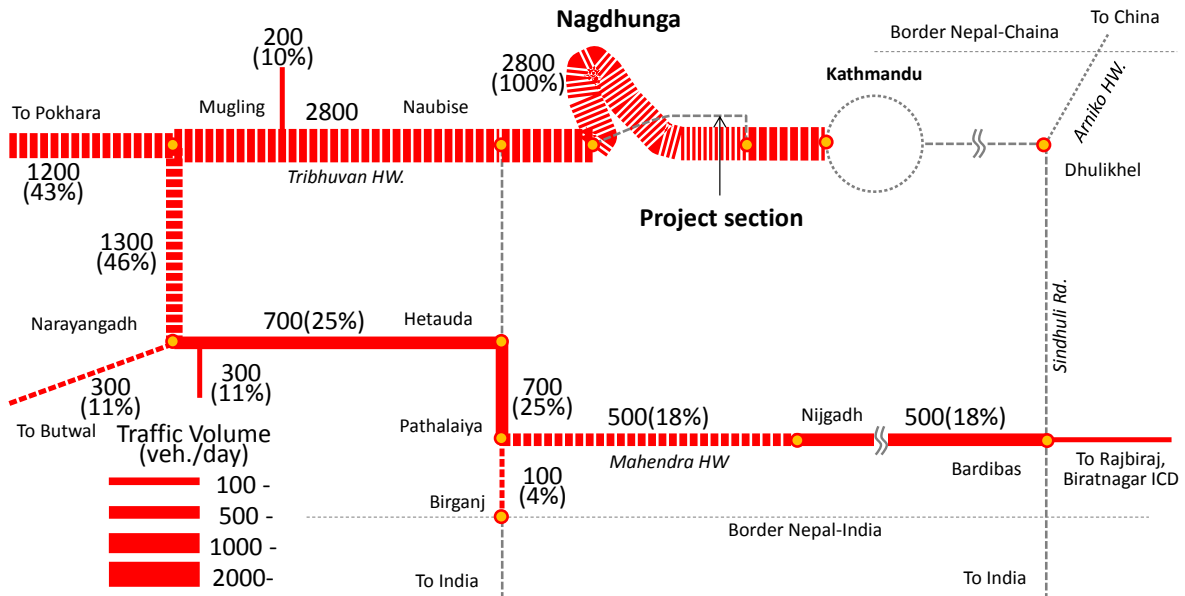 To China
Nagdhunga
Border Nepal-Chaina
200
(10%)
2800
(100%)
Kathmandu
Arniko HW.
To Pokhara
Mugling
2800
Naubise
1200
(43%)
Tribhuvan HW.
Dhulikhel
Project section
1300
(46%)
Sindhuli Rd.
Narayangadh
700(25%)
Hetauda
300
(11%)
300
(11%)
700
(25%)
500(18%)
Nijgadh
500(18%)
To Butwal
Pathalaiya
Traffic Volume
(veh./day)
Mahendra HW
Bardibas
To Rajbiraj,
Biratnagar ICD
100 -
100
(4%)
Birganj
500 -
Border Nepal-India
1000 -
2000-
To India
To India